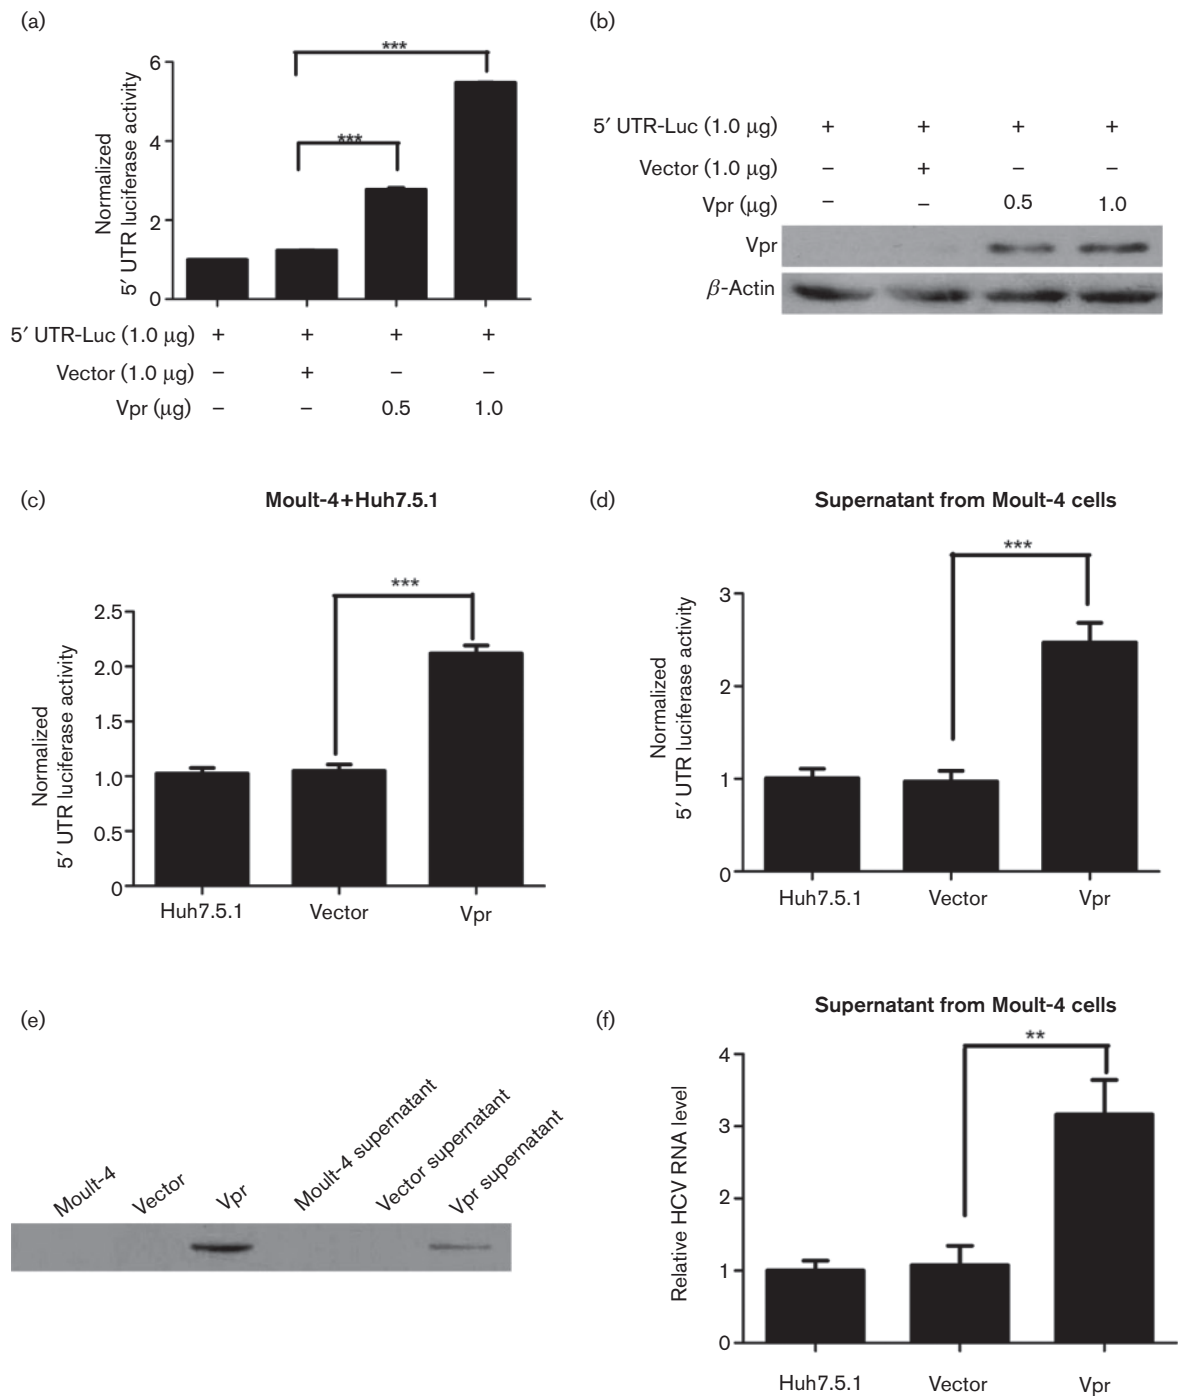 (a)
***
***
6
4
2
0
Normalized
5′ UTR luciferase activity
5′ UTR-Luc (1.0 μg) + + + +
Vector (1.0 μg) – + – –
Vpr (μg) – – 0.5 1.0
(b)
5′ UTR-Luc (1.0 μg) + + + +
Vector (1.0 μg) – + – –
Vpr (μg) – – 0.5 1.0
Vpr
β-Actin
(c)
Moult-4+Huh7.5.1
***
2.5
2.0
1.5
1.0
0.5
0
Normalized
5′ UTR luciferase activity
Huh7.5.1 Vector Vpr
(d)
Supernatant from Moult-4 cells
***
3
2
1
0
Normalized
5′ UTR luciferase activity
Huh7.5.1 Vector Vpr
(e)
Moult-4
Vector
Vpr
Moult-4 supernatant
Vector supernatant
Vpr supernatant
(f)
Supernatant from Moult-4 cells
**
4
3
2
1
0
Relative HCV RNA level
Huh7.5.1 Vector Vpr